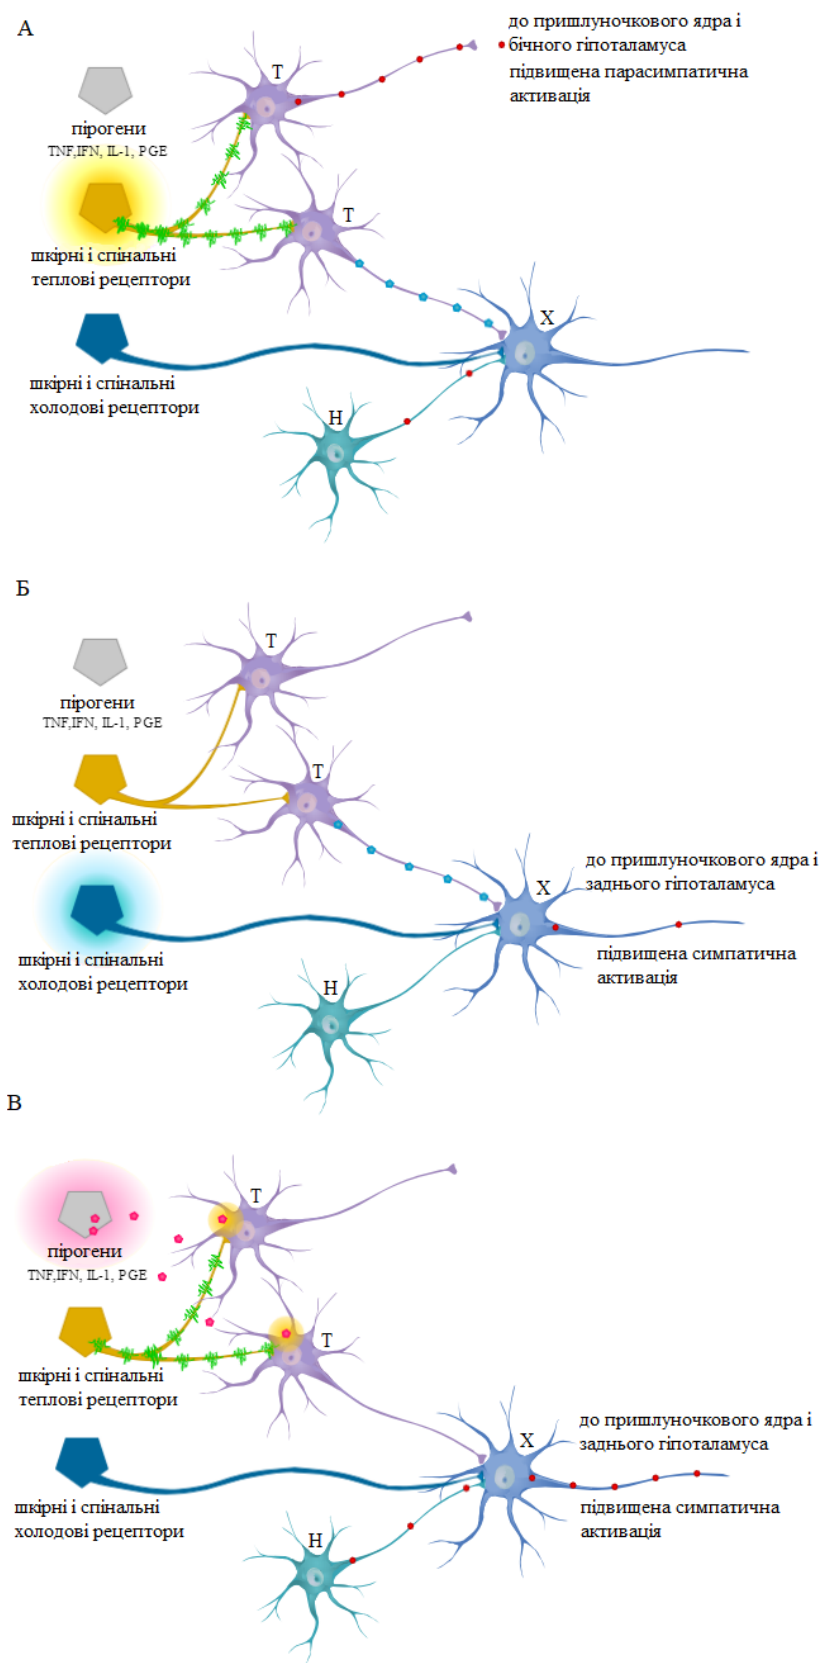 А
до пришлуночкового ядра і
бічного гіпоталамуса
підвищена парасимпатична
активація
Т
пірогени
TNF,IFN, IL-1, PGE
Т
шкірні і спінальні
теплові рецептори
Х
шкірні і спінальні
холодові рецептори
Н
Б
Т
пірогени
TNF,IFN, IL-1, PGE
Т
шкірні і спінальні
теплові рецептори
до пришлуночкового ядра і
заднього гіпоталамуса
Х
шкірні і спінальні
холодові рецептори
підвищена симпатична
активація
Н
В
Т
пірогени
TNF,IFN, IL-1, PGE
Т
шкірні і спінальні
теплові рецептори
до пришлуночкового ядра і
заднього гіпоталамуса
Х
шкірні і спінальні
холодові рецептори
підвищена симпатична
активація
Н